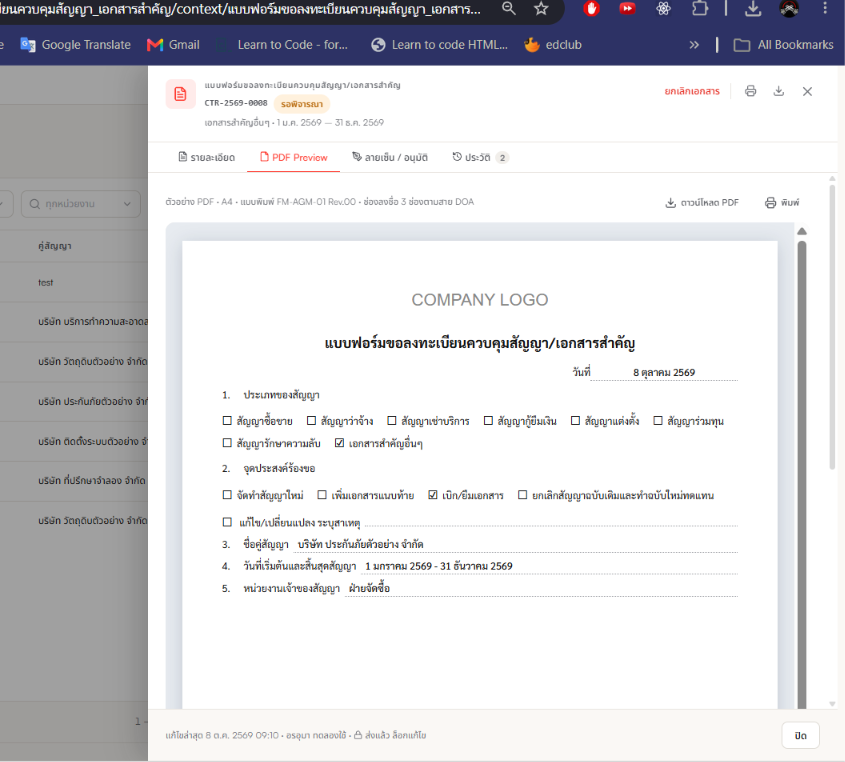 ียนควบคุมสัญญา_เอกสารสำคัญ/context/แบบฟอร์มขอลงทะเบียนควบคุมสัญญา_เอกสาร...
Google Translate Gmail Learn to Code - for... Learn to code HTML... edclub » All Bookmarks
แบบฟอร์มขอลงทะเบียนควบคุมสัญญา/เอกสารสำคัญ
CTR-2569-0008 รอพิจารณา
ยกเลิกเอกสาร
เอกสารสำคัญอื่นๆ • 1 ม.ค. 2569 — 31 ธ.ค. 2569
รายละเอียด PDF Preview ลายเซ็น / อนุมัติ ประวัติ 2
ตัวอย่าง PDF • A4 • แบบพิมพ์ FM-AGM-01 Rev.00 • ช่องลงชื่อ 3 ช่องตามสาย DOA
ดาวน์โหลด PDF พิมพ์
ทุกหน่วยงาน
คู่สัญญา
test
บริษัท บริการทำความสะอาด
บริษัท วัตถุดิบตัวอย่าง จำกัด
บริษัท ประกันภัยตัวอย่าง จำก
บริษัท ติดตั้งระบบตัวอย่าง จำ
บริษัท ที่ปรึกษาจำลอง จำกัด
บริษัท วัตถุดิบตัวอย่าง จำกัด
1 -
COMPANY LOGO
แบบฟอร์มขอลงทะเบียนควบคุมสัญญา/เอกสารสำคัญ
วันที่ 8 ตุลาคม 2569
1. ประเภทของสัญญา
☐ สัญญาซื้อขาย ☐ สัญญาว่าจ้าง ☐ สัญญาเช่าบริการ ☐ สัญญากู้ยืมเงิน ☐ สัญญาแต่งตั้ง ☐ สัญญาร่วมทุน
☐ สัญญารักษาความลับ ☑ เอกสารสำคัญอื่นๆ
2. จุดประสงค์ร้องขอ
☐ จัดทำสัญญาใหม่ ☐ เพิ่มเอกสารแนบท้าย ☑ เบิก/ยืมเอกสาร ☐ ยกเลิกสัญญาฉบับเดิมและทำฉบับใหม่ทดแทน
☐ แก้ไข/เปลี่ยนแปลง ระบุสาเหตุ
3. ชื่อคู่สัญญา บริษัท ประกันภัยตัวอย่าง จำกัด
4. วันที่เริ่มต้นและสิ้นสุดสัญญา 1 มกราคม 2569 - 31 ธันวาคม 2569
5. หน่วยงานเจ้าของสัญญา ฝ่ายจัดซื้อ
แก้ไขล่าสุด 8 ต.ค. 2569 09:10 • อรอุมา ทดลองใช้ • ส่งแล้ว ล็อกแก้ไข
ปิด